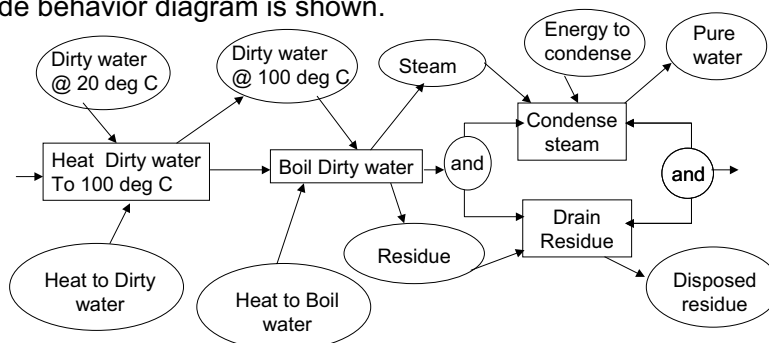 de behavior diagram is shown.
Dirty water
@ 20 deg C
Dirty water
@ 100 deg C
Steam
Energy to
condense
Pure
water
Heat Dirty water
To 100 deg C
Boil Dirty water
and
Condense
steam
and
Drain
Residue
Heat to Dirty
water
Heat to Boil
water
Residue
Disposed
residue